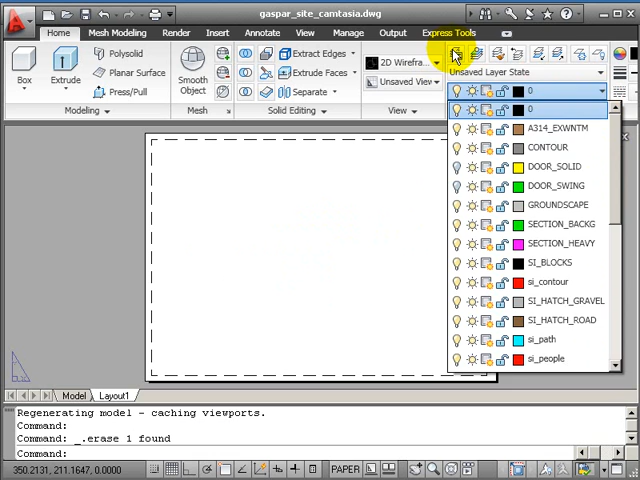 gaspar_site_camtasia.dwg
Home Mesh Modeling Render Insert Annotate View Manage Output Express Tools
Box
Extrude
Polysolid
Planar Surface
Press/Pull
Smooth
Object
Extract Edges
Extrude Faces
Separate
2D Wirefra...
Unsaved View
Unsaved Layer State
0
Modeling Mesh Solid Editing View
0
A314_EXWNTM
CONTOUR
DOOR_SOLID
DOOR_SWING
GROUNDSCAPE
SECTION_BACKG
SECTION_HEAVY
SI_BLOCKS
si_contour
SI_HATCH_GRAVEL
SI_HATCH_ROAD
si_path
si_people
Model Layout1
Regenerating model - caching viewports.
Command:
Command: _.erase 1 found
Command:
350.2131, 211.1647, 0.0000 PAPER